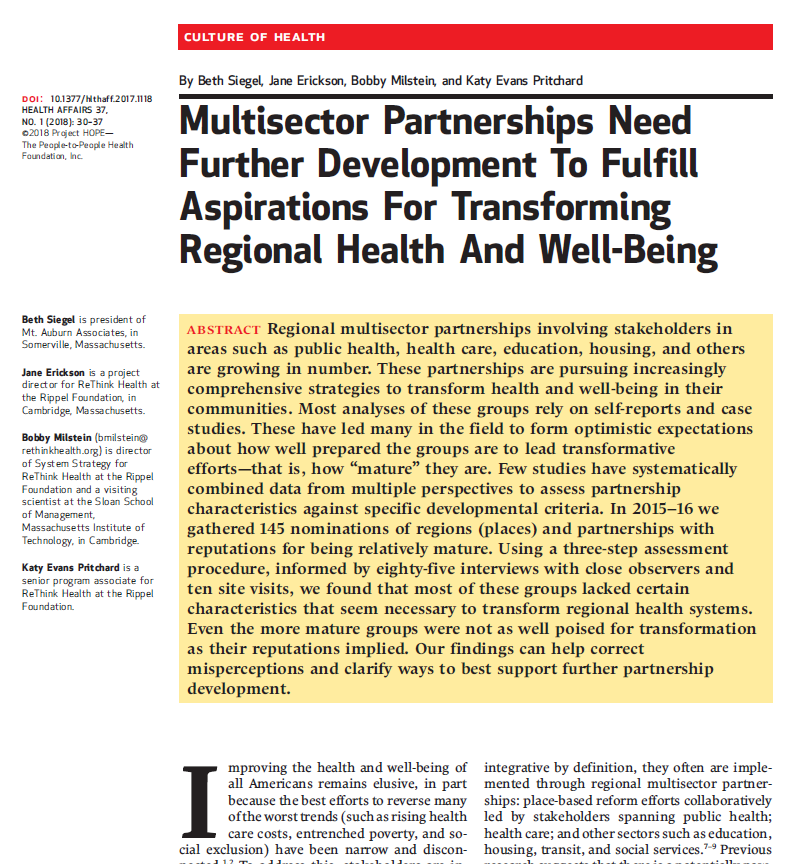 CULTURE OF HEALTH
By Beth Siegel, Jane Erickson, Bobby Milstein, and Katy Evans Pritchard
DOI: 10.1377/hlthaff.2017.1118
HEALTH AFFAIRS 37,
NO. 1 (2018): 30–37
©2018 Project HOPE—
The People-to-People Health
Foundation, Inc.
Multisector Partnerships Need
Further Development To Fulfill
Aspirations For Transforming
Regional Health And Well-Being
Beth Siegel is president of
Mt. Auburn Associates, in
Somerville, Massachusetts.
Jane Erickson is a project
director for ReThink Health at
the Rippel Foundation, in
Cambridge, Massachusetts.
Bobby Milstein (bmilstein@
rethinkhealth.org) is director
of System Strategy for
ReThink Health at the Rippel
Foundation and a visiting
scientist at the Sloan School
of Management,
Massachusetts Institute of
Technology, in Cambridge.
Katy Evans Pritchard is a
senior program associate for
ReThink Health at the Rippel
Foundation.
ABSTRACT Regional multisector partnerships involving stakeholders in
areas such as public health, health care, education, housing, and others
are growing in number. These partnerships are pursuing increasingly
comprehensive strategies to transform health and well-being in their
communities. Most analyses of these groups rely on self-reports and case
studies. These have led many in the field to form optimistic expectations
about how well prepared the groups are to lead transformative
efforts—that is, how “mature” they are. Few studies have systematically
combined data from multiple perspectives to assess partnership
characteristics against specific developmental criteria. In 2015–16 we
gathered 145 nominations of regions (places) and partnerships with
reputations for being relatively mature. Using a three-step assessment
procedure, informed by eighty-five interviews with close observers and
ten site visits, we found that most of these groups lacked certain
characteristics that seem necessary to transform regional health systems.
Even the more mature groups were not as well poised for transformation
as their reputations implied. Our findings can help correct
misperceptions and clarify ways to best support further partnership
development.
Improving the health and well-being of
all Americans remains elusive, in part
because the best efforts to reverse many
of the worst trends (such as rising health
care costs, entrenched poverty, and so-
cial exclusion) have been narrow and discon-
integrative by definition, they often are imple-
mented through regional multisector partner-
ships: place-based reform efforts collaboratively
led by stakeholders spanning public health;
health care; and other sectors such as education,
housing, transit, and social services.7–9 Previous